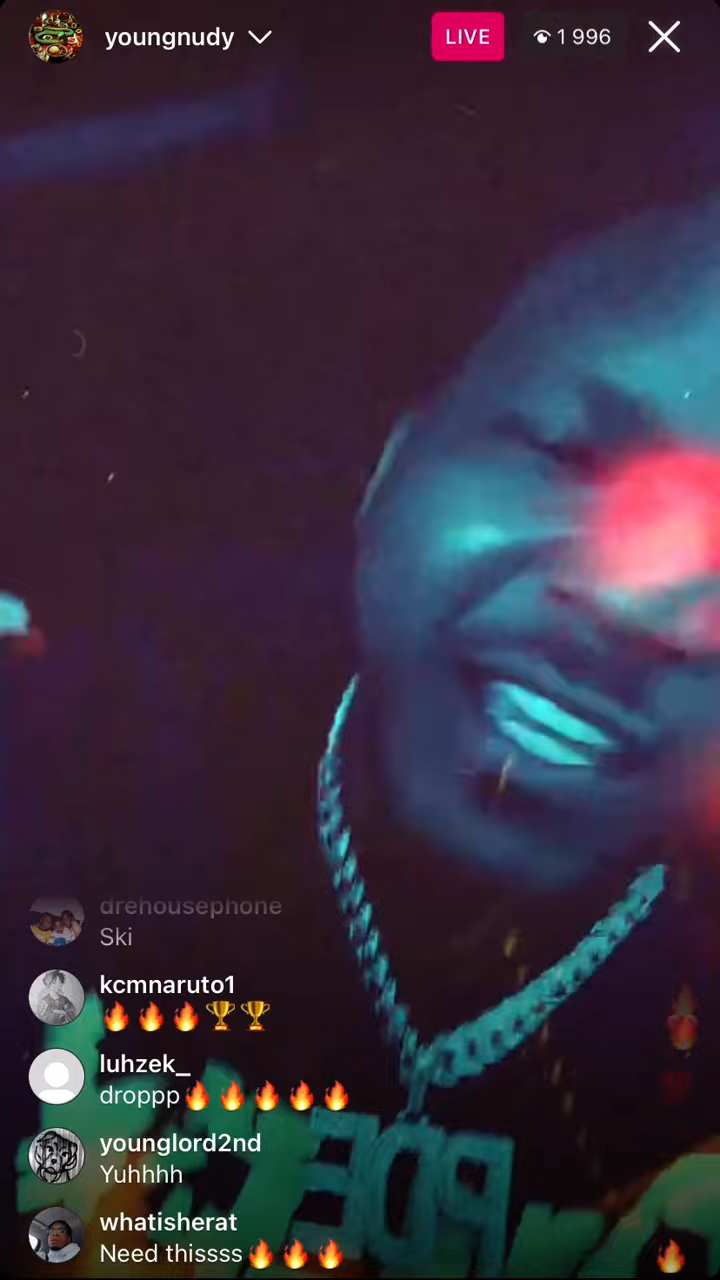 youngnudy
LIVE
1 996
drehousephone
Ski
kcmnaruto1
🔥🔥🔥🏆🏆
luhzek_
droppp🔥🔥🔥🔥🔥
younglord2nd
Yuhhhh
whatisherat
Need thissss🔥🔥🔥